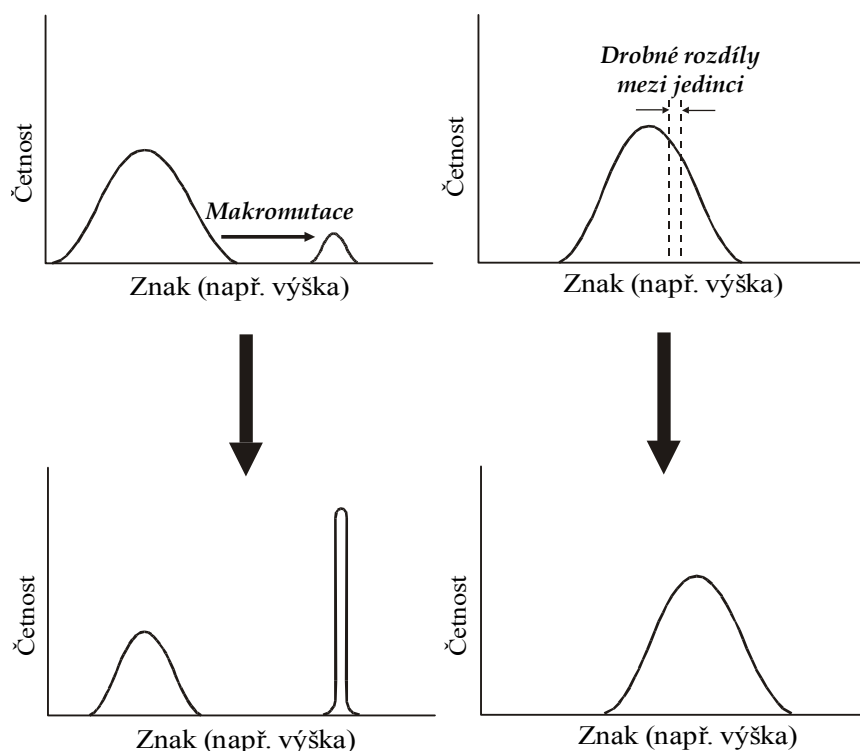 Četnost
Makromutace
Znak (např. výška)
Drobné rozdíly
mezi jedinci
Četnost
Znak (např. výška)
Četnost
Znak (např. výška)
Četnost
Znak (např. výška)